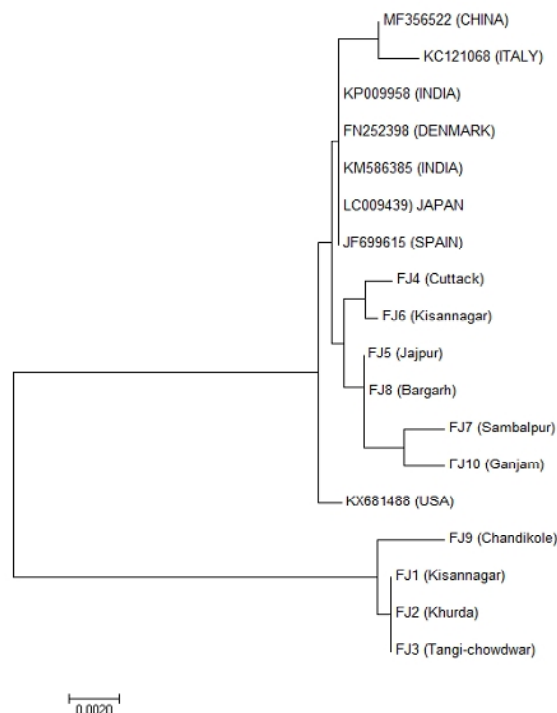 MF356522 (CHINA)
KC121068 (ITALY)
KP009958 (INDIA)
FN252398 (DENMARK)
KM586385 (INDIA)
LC009439) JAPAN
JF699615 (SPAIN)
FJ4 (Cuttack)
FJ6 (Kisannagar)
FJ5 (Jajpur)
FJ8 (Bargarh)
FJ7 (Sambalpur)
FJ10 (Ganjam)
KX681488 (USA)
FJ9 (Chandikole)
FJ1 (Kisannagar)
FJ2 (Khurda)
FJ3 (Tangi-chowdwar)
0.0020